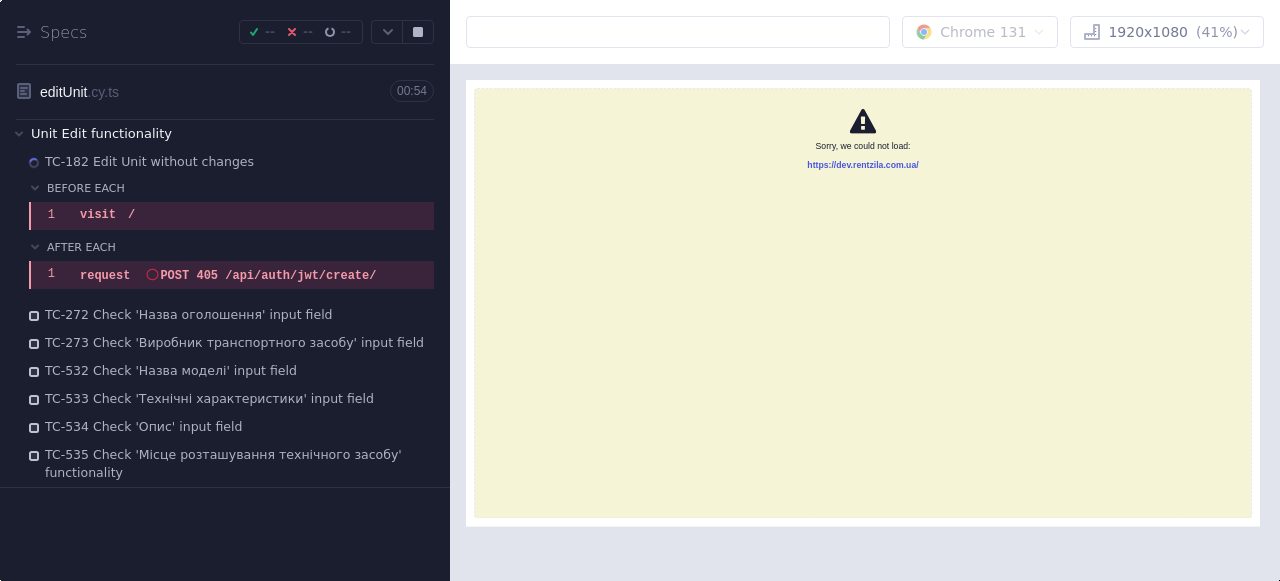 Specs
-- -- --
editUnit.cy.ts
00:54
Unit Edit functionality
TC-182 Edit Unit without changes
BEFORE EACH
1 visit /
AFTER EACH
1 request POST 405 /api/auth/jwt/create/
TC-272 Check 'Назва оголошення' input field
TC-273 Check 'Виробник транспортного засобу' input field
TC-532 Check 'Назва моделі' input field
TC-533 Check 'Технічні характеристики' input field
TC-534 Check 'Опис' input field
TC-535 Check 'Місце розташування технічного засобу'
functionality
Chrome 131
1920x1080 (41%)
Sorry, we could not load:
https://dev.rentzila.com.ua/